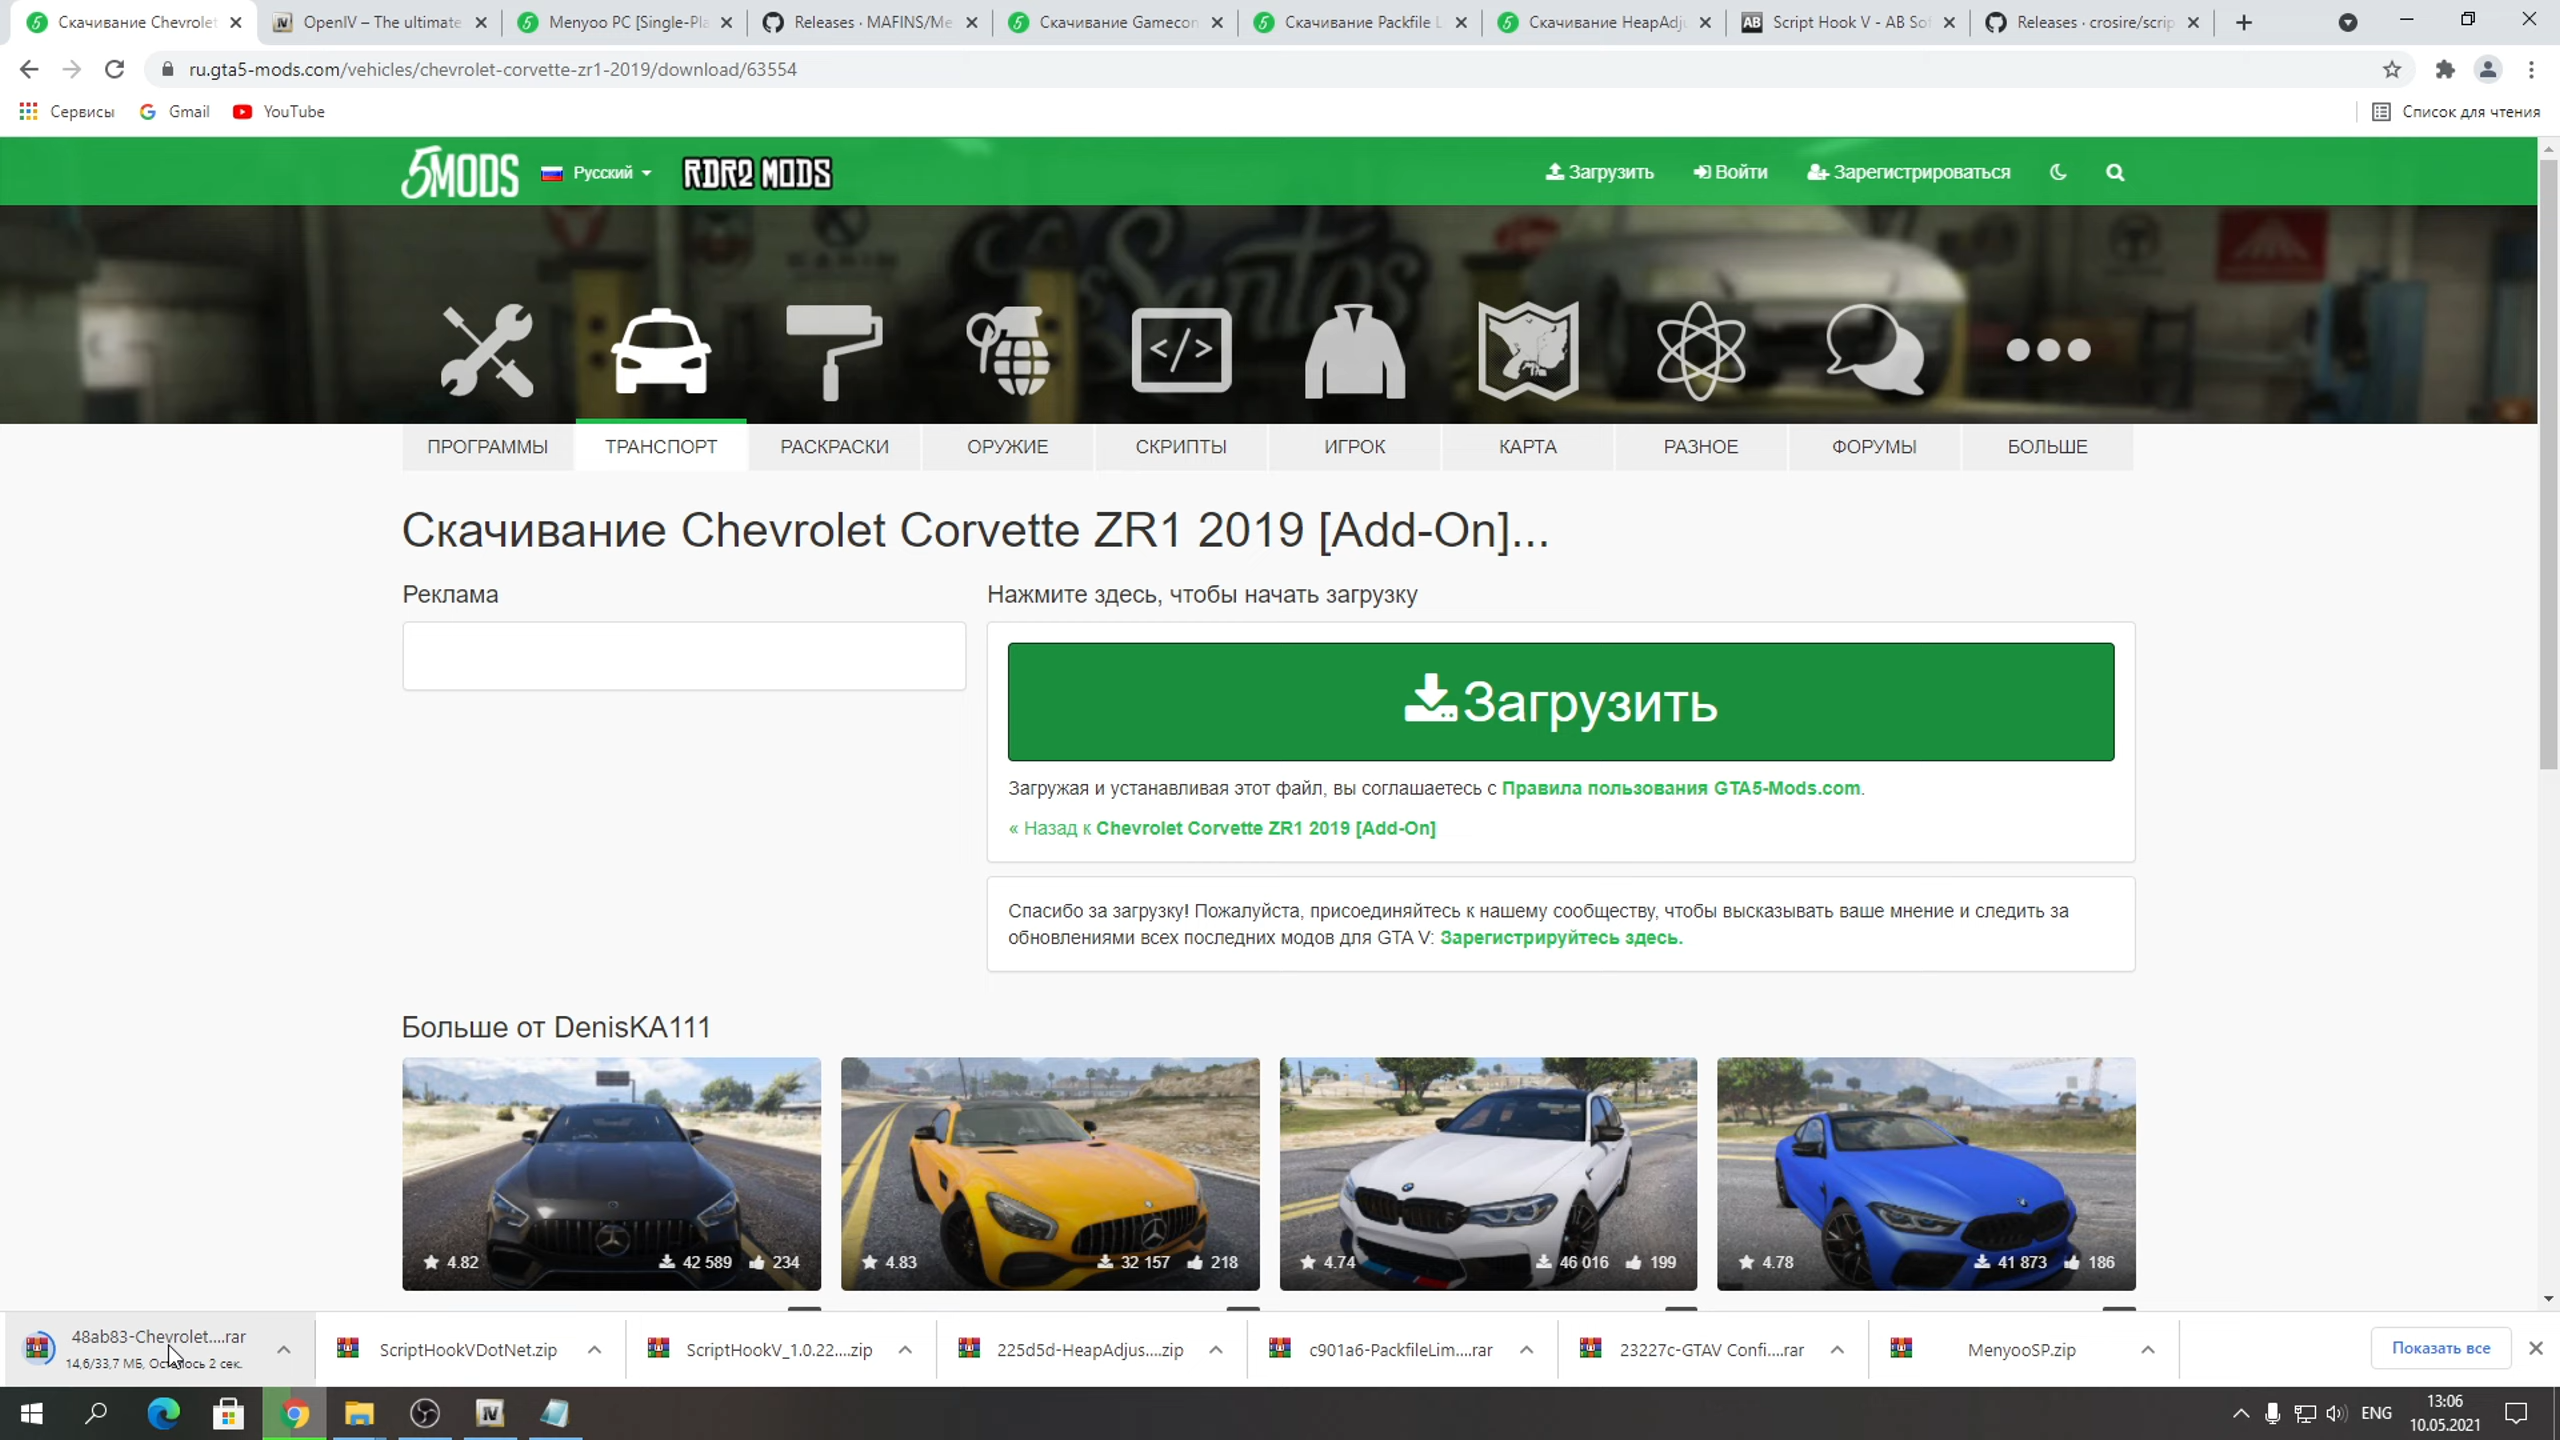 Скачивание Chevrolet
OpenIV – The ultimate
Menyoo PC [Single-Pla
Releases · MAFINS/Me
Скачивание Gamecon
Скачивание Packfile L
Скачивание HeapAdju
Script Hook V - AB So
Releases · crosire/scrip
ru.gta5-mods.com/vehicles/chevrolet-corvette-zr1-2019/download/63554
Сервисы
Gmail
YouTube
Список для чтения
5MODS
Русский
RDR2 MODS
Загрузить
Войти
Зарегистрироваться
ПРОГРАММЫ
ТРАНСПОРТ
РАСКРАСКИ
ОРУЖИЕ
СКРИПТЫ
ИГРОК
КАРТА
РАЗНОЕ
ФОРУМЫ
БОЛЬШЕ
Скачивание Chevrolet Corvette ZR1 2019 [Add-On]...
Реклама
Нажмите здесь, чтобы начать загрузку
Загрузить
Загружая и устанавливая этот файл, вы соглашаетесь с Правила пользования GTA5-Mods.com.
« Назад к Chevrolet Corvette ZR1 2019 [Add-On]
Спасибо за загрузку! Пожалуйста, присоединяйтесь к нашему сообществу, чтобы высказывать ваше мнение и следить за
обновлениями всех последних модов для GTA V: Зарегистрируйтесь здесь.
Больше от DenisKA111
4.82 42 589 234
4.83 32 157 218
4.74 46 016 199
4.78 41 873 186
48ab83-Chevrolet....rar
14,6/33,7 МБ, 2 сек.
ScriptHookVDotNet.zip
ScriptHookV_1.0.22....zip
225d5d-HeapAdjus....zip
c901a6-PackfileLim....rar
23227c-GTAV Confi....rar
MenyooSP.zip
Показать все
ENG
13:06
10.05.2021